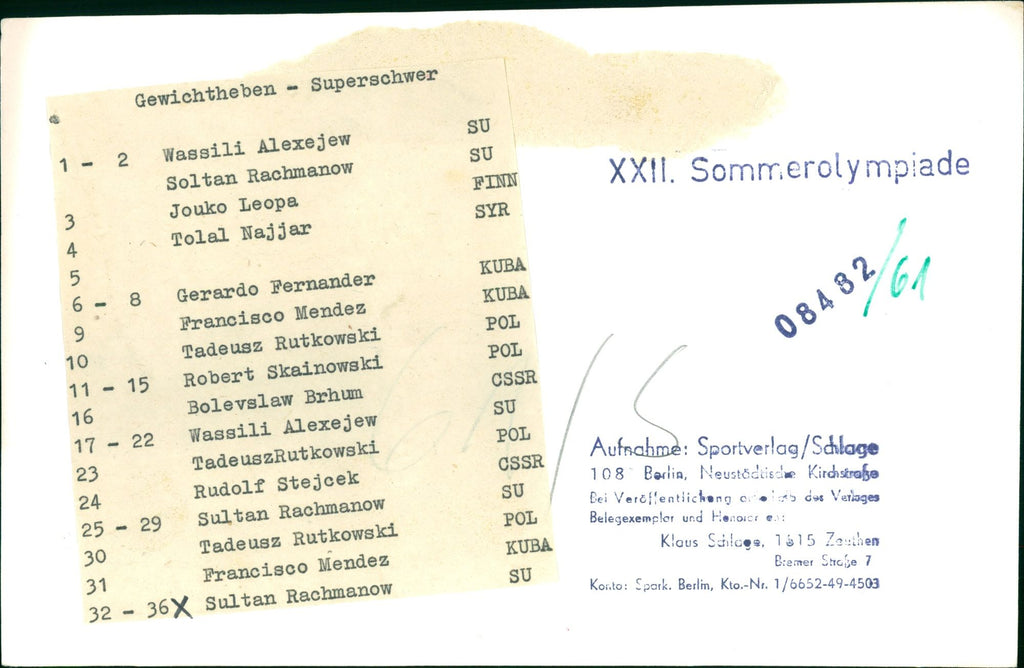 Gewichtheben - Superschwer
1 - 2 Wassili Alexejew SU
Soltan Rachmanow SU
3 Jouko Leopa FINN
4 Tolal Najjar SYR
5
6 - 8 Gerardo Fernander KUBA
9 Francisco Mendez KUBA
10 Tadeusz Rutkowski POL
11 - 15 Robert Skainowski POL
16 Bolevslaw Brhum CSSR
17 - 22 Wassili Alexejew SU
23 TadeuszRutkowski POL
24 Rudolf Stejcek CSSR
25 - 29 Sultan Rachmanow SU
30 Tadeusz Rutkowski POL
31 Francisco Mendez KUBA
32 - 36 X Sultan Rachmanow SU
XXII. Sommerolympiade
08482/61
Aufnahme: Sportverlag/Schlage
108 Berlin, Neustädtische Kirchstraße
Bei Veröffentlichung des Verlages
Belegexemplar und Honorar
Klaus Schlage, 1615 Zeuthen
Bremer Straße 7
Konto: Spark. Berlin, Kto.-Nr. 1/6652-49-4503